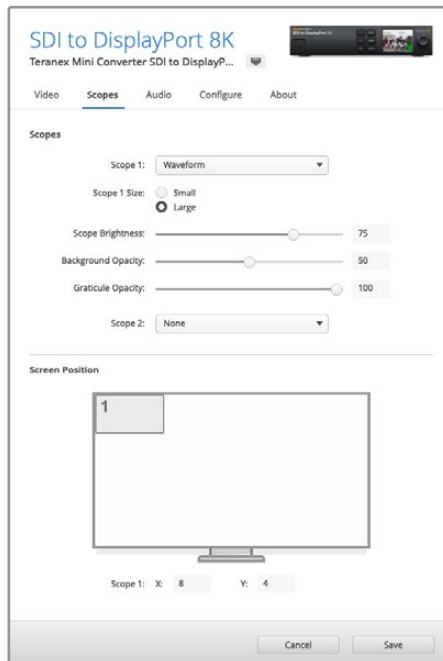 SDI to DisplayPort 8K
Teranex Mini Converter SDI to DisplayP...
Video Scopes Audio Configure About
Scopes
Scope 1: Waveform
Scope 1 Size: Small
Large
Scope Brightness: 75
Background Opacity: 50
Graticule Opacity: 100
Scope 2: None
Screen Position
1
Scope 1: X: 8 Y: 4
Cancel Save